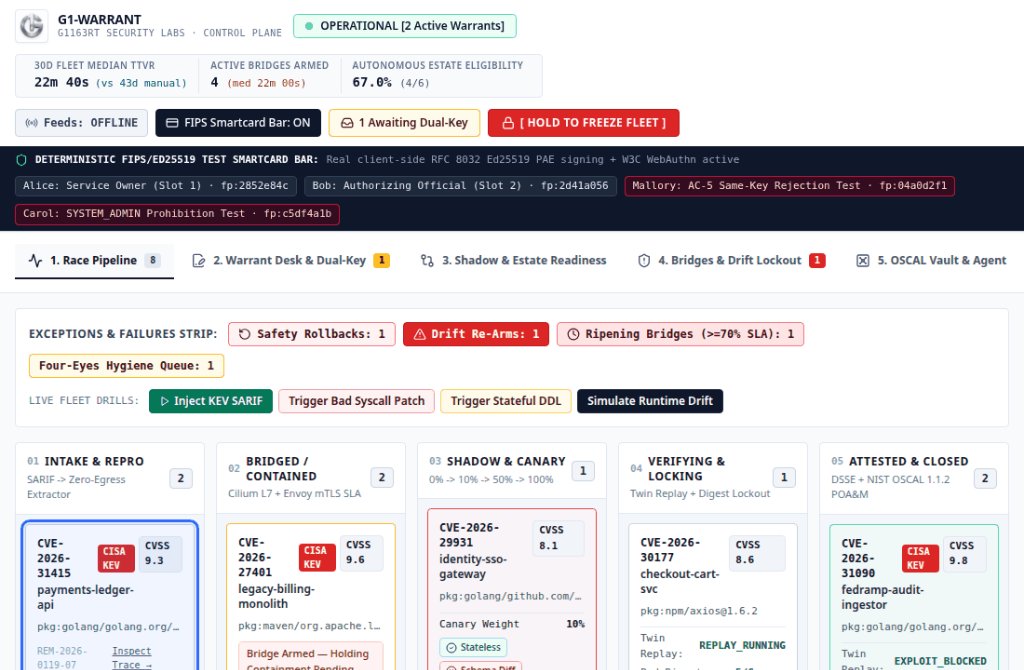 G1-WARRANT
G1163RT SECURITY LABS · CONTROL PLANE
OPERATIONAL [2 Active Warrants]
30D FLEET MEDIAN TTVR
22m 40s (vs 43d manual)
ACTIVE BRIDGES ARMED
4 (med 22m 00s)
AUTONOMOUS ESTATE ELIGIBILITY
67.0% (4/6)
Feeds: OFFLINE
FIPS Smartcard Bar: ON
1 Awaiting Dual-Key
[ HOLD TO FREEZE FLEET ]
DETERMINISTIC FIPS/ED25519 TEST SMARTCARD BAR: Real client-side RFC 8032 Ed25519 PAE signing + W3C WebAuthn active
Alice: Service Owner (Slot 1) · fp:2852e84c
Bob: Authorizing Official (Slot 2) · fp:2d41a056
Mallory: AC-5 Same-Key Rejection Test · fp:04a0d2f1
Carol: SYSTEM_ADMIN Prohibition Test · fp:c5df4a1b
1. Race Pipeline 8
2. Warrant Desk & Dual-Key 1
3. Shadow & Estate Readiness
4. Bridges & Drift Lockout 1
5. OSCAL Vault & Agent
EXCEPTIONS & FAILURES STRIP:
Safety Rollbacks: 1
Drift Re-Arms: 1
Ripening Bridges (>=70% SLA): 1
Four-Eyes Hygiene Queue: 1
LIVE FLEET DRILLS:
Inject KEV SARIF
Trigger Bad Syscall Patch
Trigger Stateful DDL
Simulate Runtime Drift
01 INTAKE & REPRO
SARIF -> Zero-Egress
Extractor
2
CVE-
2026-
31415
CISA
KEV
CVSS
9.3
payments-ledger-
api
pkg:golang/golang.org/…
REM-2026-
0119-07
Inspect
Trace →
02 BRIDGED /
CONTAINED
Cilium L7 + Envoy mTLS SLA
2
CVE-
2026-
27401
CISA
KEV
CVSS
9.6
legacy-billing-
monolith
pkg:maven/org.apache.l…
Bridge Armed — Holding
Containment Pending
03 SHADOW & CANARY
0% -> 10% -> 50% -> 100%
1
CVE-2026-
29931
CVSS
8.1
identity-sso-
gateway
pkg:golang/github.com/…
Canary Weight 10%
Stateless
Schema Diff
04 VERIFYING &
LOCKING
Twin Replay + Digest Lockout
1
CVE-2026-
30177
CVSS
8.6
checkout-cart-
svc
pkg:npm/axios@1.6.2
Twin
Replay:
REPLAY_RUNNING
05 ATTESTED & CLOSED
DSSE + NIST OSCAL 1.1.2
POA&M
2
CVE-
2026-
31090
CISA
KEV
CVSS
9.8
fedramp-audit-
ingestor
pkg:golang/golang.org/…
Twin
Replay:
EXPLOIT_BLOCKED